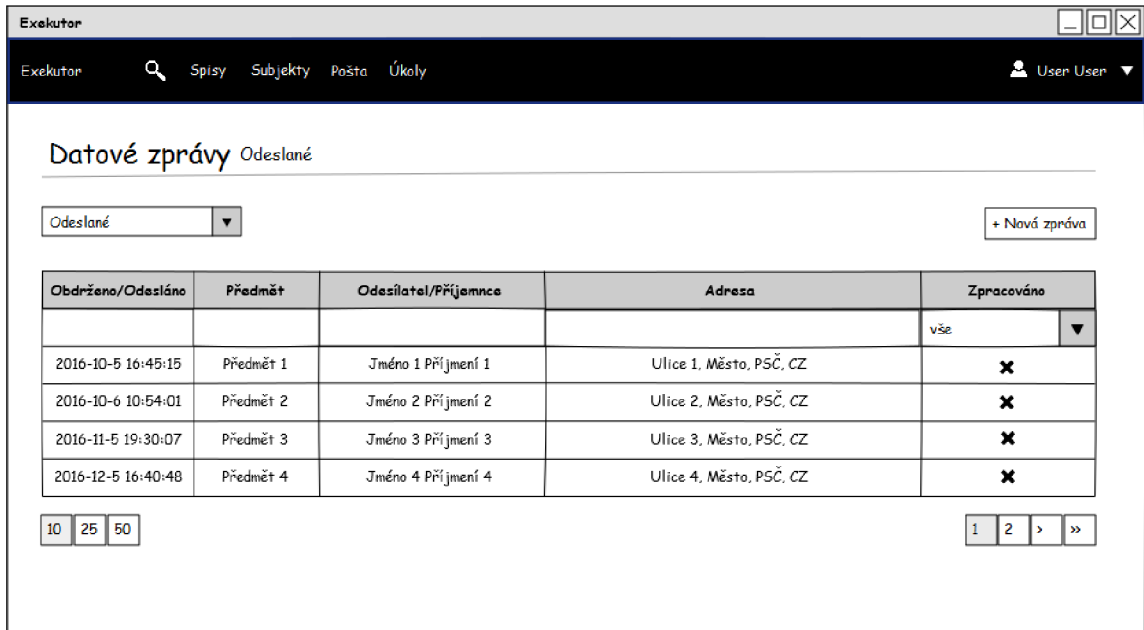 Exekutor
Exekutor Spisy Subjekty Pošta Úkoly User User
Datové zprávy Odeslané
Odeslané + Nová zpráva
Obdrženo/Odesláno Předmět Odesílatel/Příjemnce Adresa Zpracováno
vše
2016-10-5 16:45:15 Předmět 1 Jméno 1 Příjmení 1 Ulice 1, Město, PSČ, CZ
2016-10-6 10:54:01 Předmět 2 Jméno 2 Příjmení 2 Ulice 2, Město, PSČ, CZ
2016-11-5 19:30:07 Předmět 3 Jméno 3 Příjmení 3 Ulice 3, Město, PSČ, CZ
2016-12-5 16:40:48 Předmět 4 Jméno 4 Příjmení 4 Ulice 4, Město, PSČ, CZ
10 25 50 1 2 > »